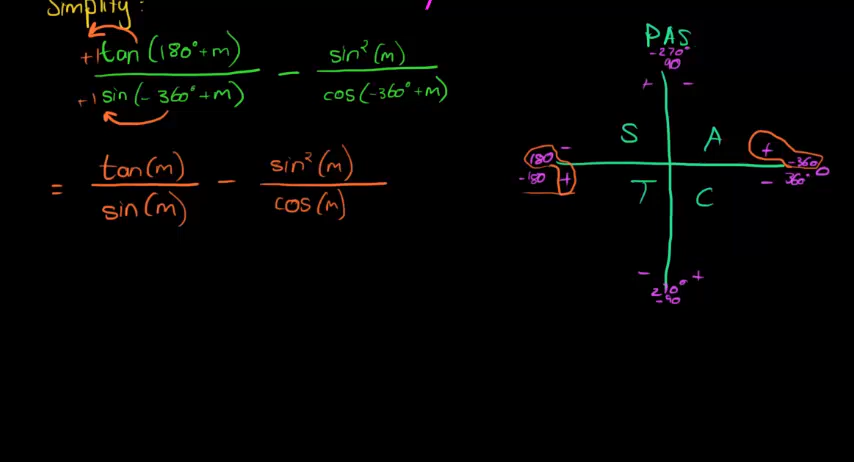 Simplify:
+1 tan(180°+m) / +1 sin(-360°+m) − sin²(m) / cos(-360°+m)
= tan(m) / sin(m) − sin²(m) / cos(m)
PAS
-270°
90
+ −
S A
180 − + -360
-180 + − 360° 0
T C
− +
270°
-90